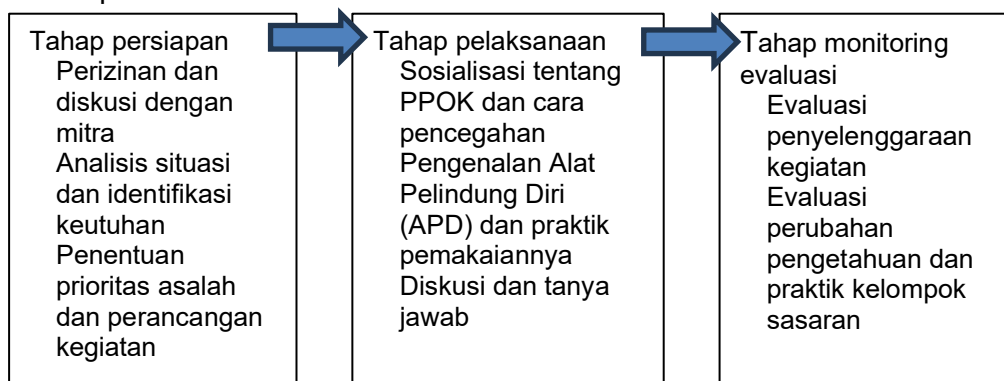 Tahap persiapan
Perizinan dan
diskusi dengan
mitra
Analisis situasi
dan identifikasi
keutuhan
Penentuan
prioritas asalah
dan perancangan
kegiatan
Tahap pelaksanaan
Sosialisasi tentang
PPOK dan cara
pencegahan
Pengenalan Alat
Pelindung Diri
(APD) dan praktik
pemakaiannya
Diskusi dan tanya
jawab
Tahap monitoring
evaluasi
Evaluasi
penyelenggaraan
kegiatan
Evaluasi
perubahan
pengetahuan dan
praktik kelompok
sasaran